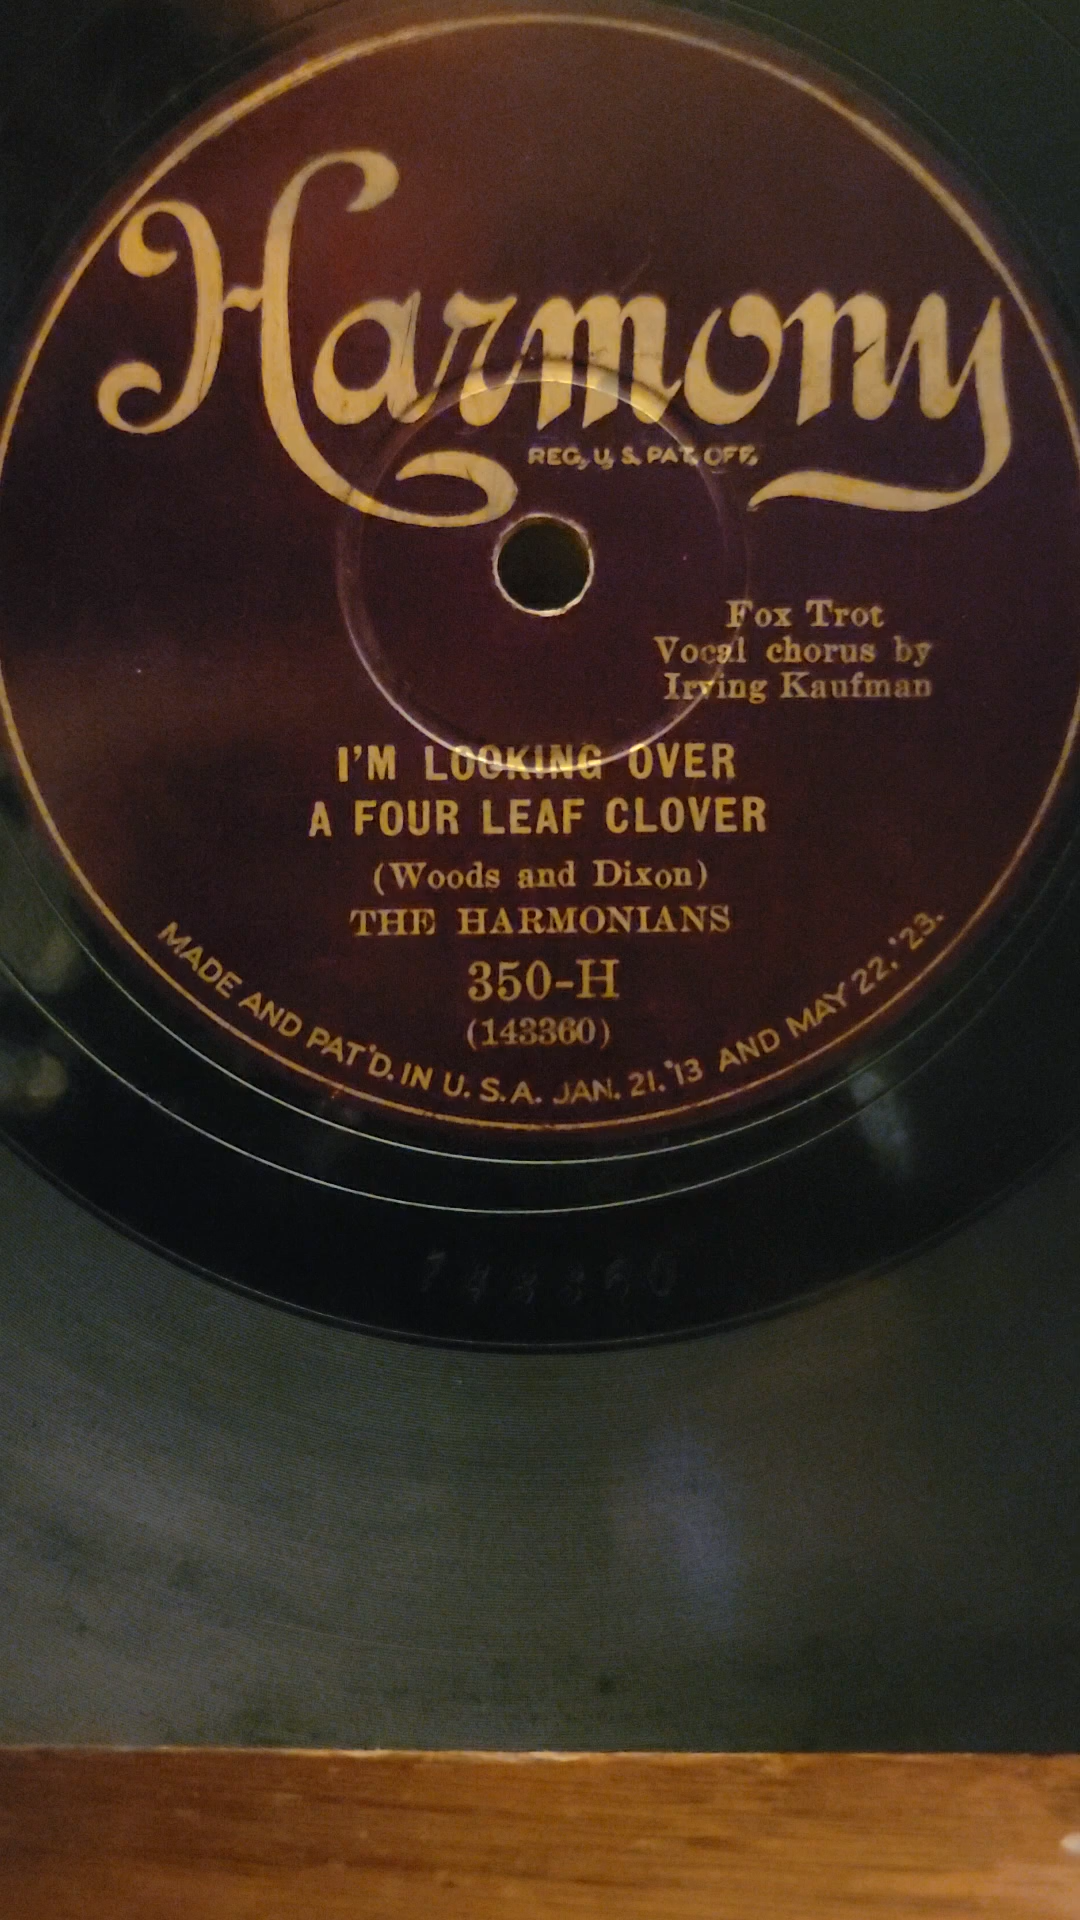 Harmony
REG. U. S. PAT. OFF.
Fox Trot
Vocal chorus by
Irving Kaufman
I'M LOOKING OVER
A FOUR LEAF CLOVER
(Woods and Dixon)
THE HARMONIANS
350-H
(143360)
MADE AND PAT'D. IN U. S. A. JAN. 21. '13 AND MAY 22, '23.
143360